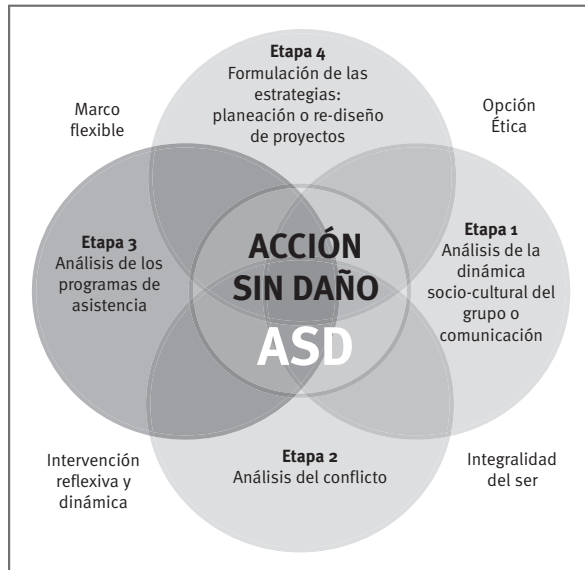 Etapa 4
Formulación de las
estrategias:
planeación o re-diseño
de proyectos
Marco
flexible
Opción
Ética
Etapa 3
Análisis de los
programas de
asistencia
ACCIÓN
SIN DAÑO
ASD
Etapa 1
Análisis de la
dinámica
socio-cultural del
grupo o
comunicación
Intervención
reflexiva y
dinámica
Etapa 2
Análisis del conflicto
Integralidad
del ser